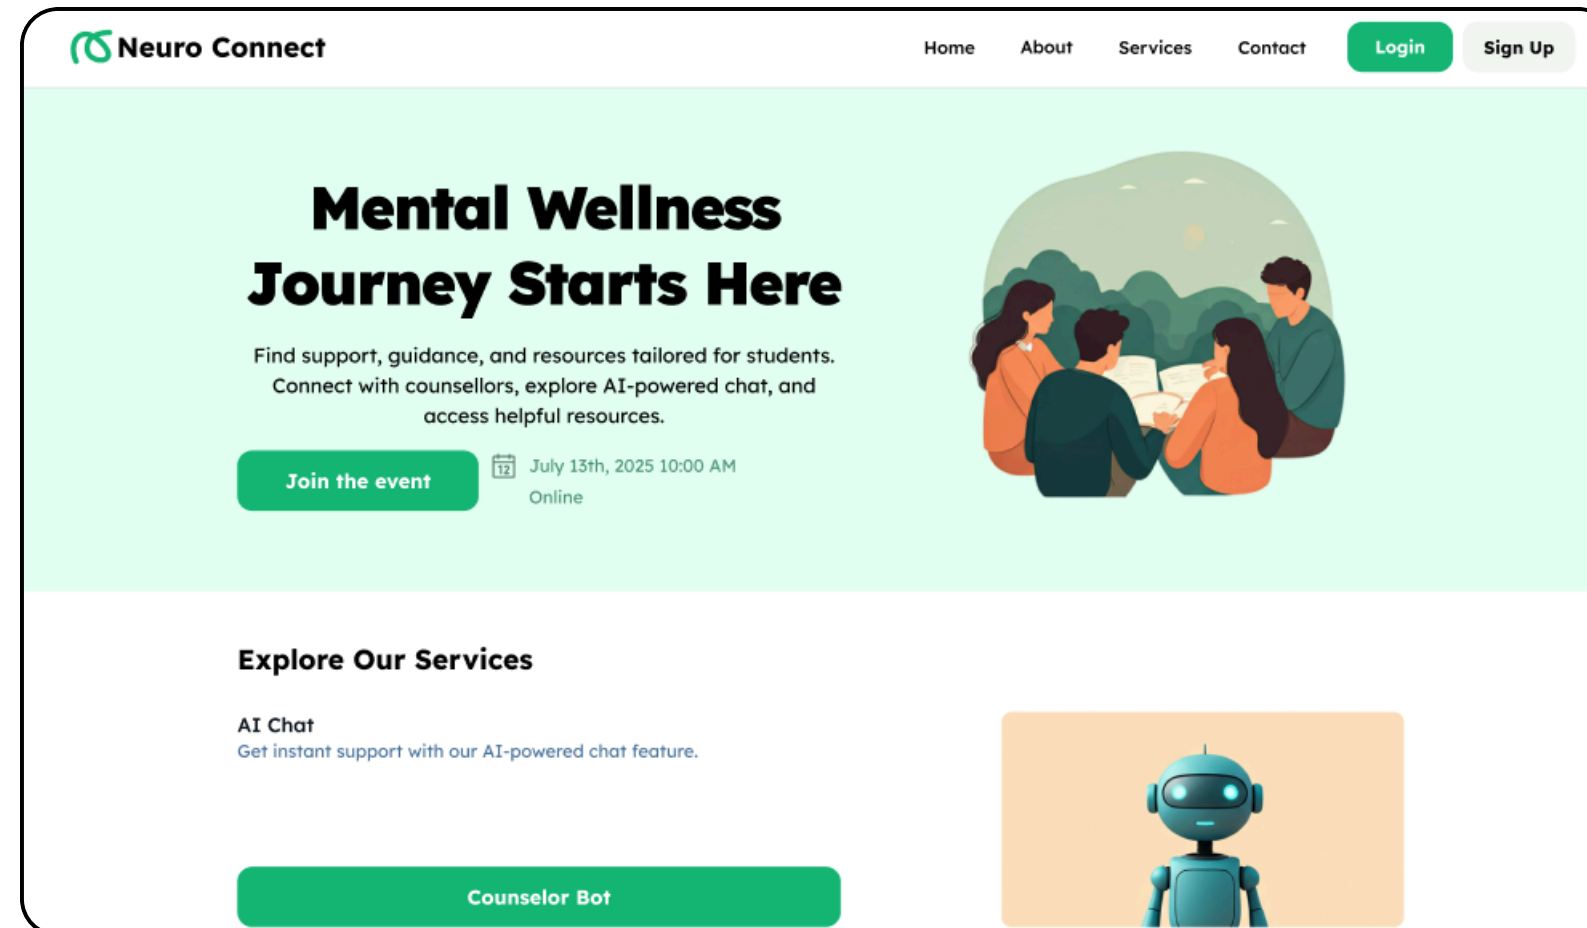 Neuro Connect
Home
About
Services
Contact
Login
Sign Up
Mental Wellness
Journey Starts Here
Find support, guidance, and resources tailored for students.
Connect with counsellors, explore AI-powered chat, and
access helpful resources.
Join the event
12
July 13th, 2025 10:00 AM
Online
Explore Our Services
AI Chat
Get instant support with our AI-powered chat feature.
Counselor Bot